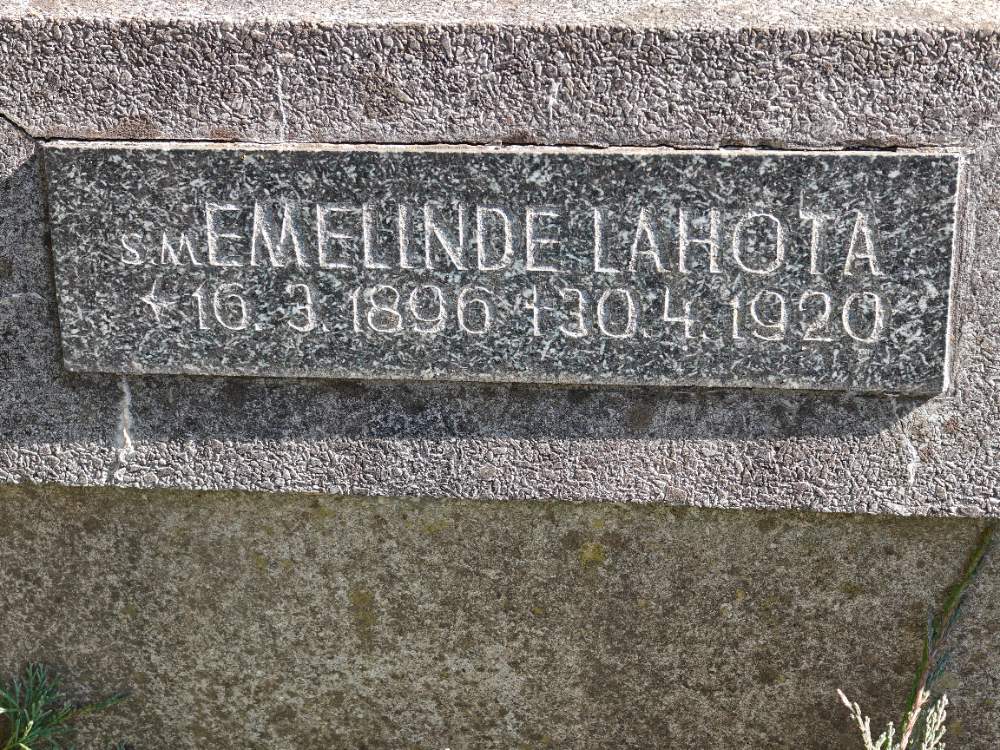 S.M. EMELINDE LAHOTA
* 16. 3. 1896 † 30. 4. 1920